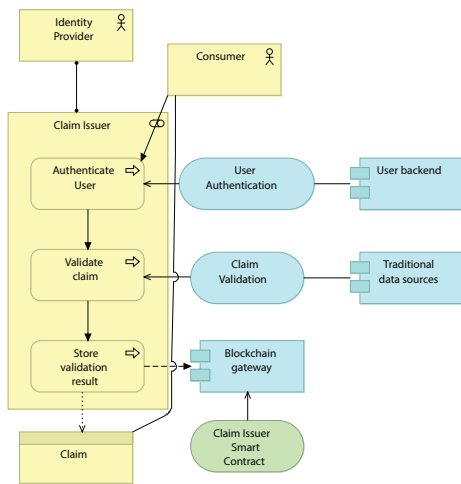 Identity
Provider
Consumer
Claim Issuer
Authenticate
User
User
Authentication
User backend
Validate
claim
Claim
Validation
Traditional
data sources
Store
validation
result
Blockchain
gateway
Claim Issuer
Smart
Contract
Claim